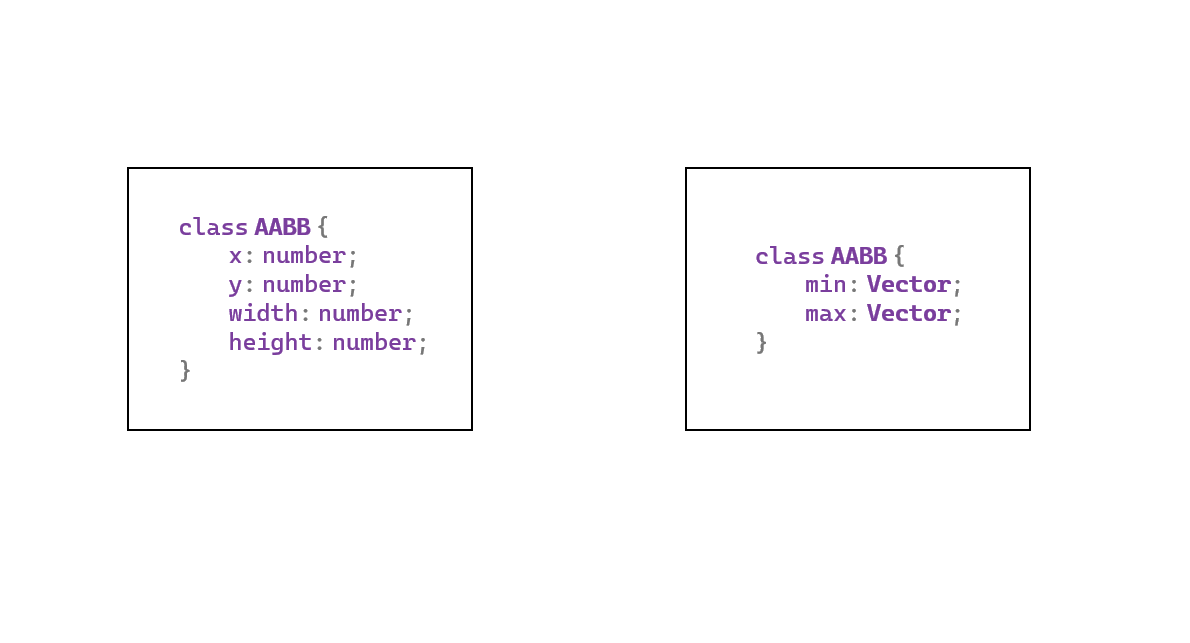 class AABB {
x: number;
y: number;
width: number;
height: number;
}
class AABB {
min: Vector;
max: Vector;
}